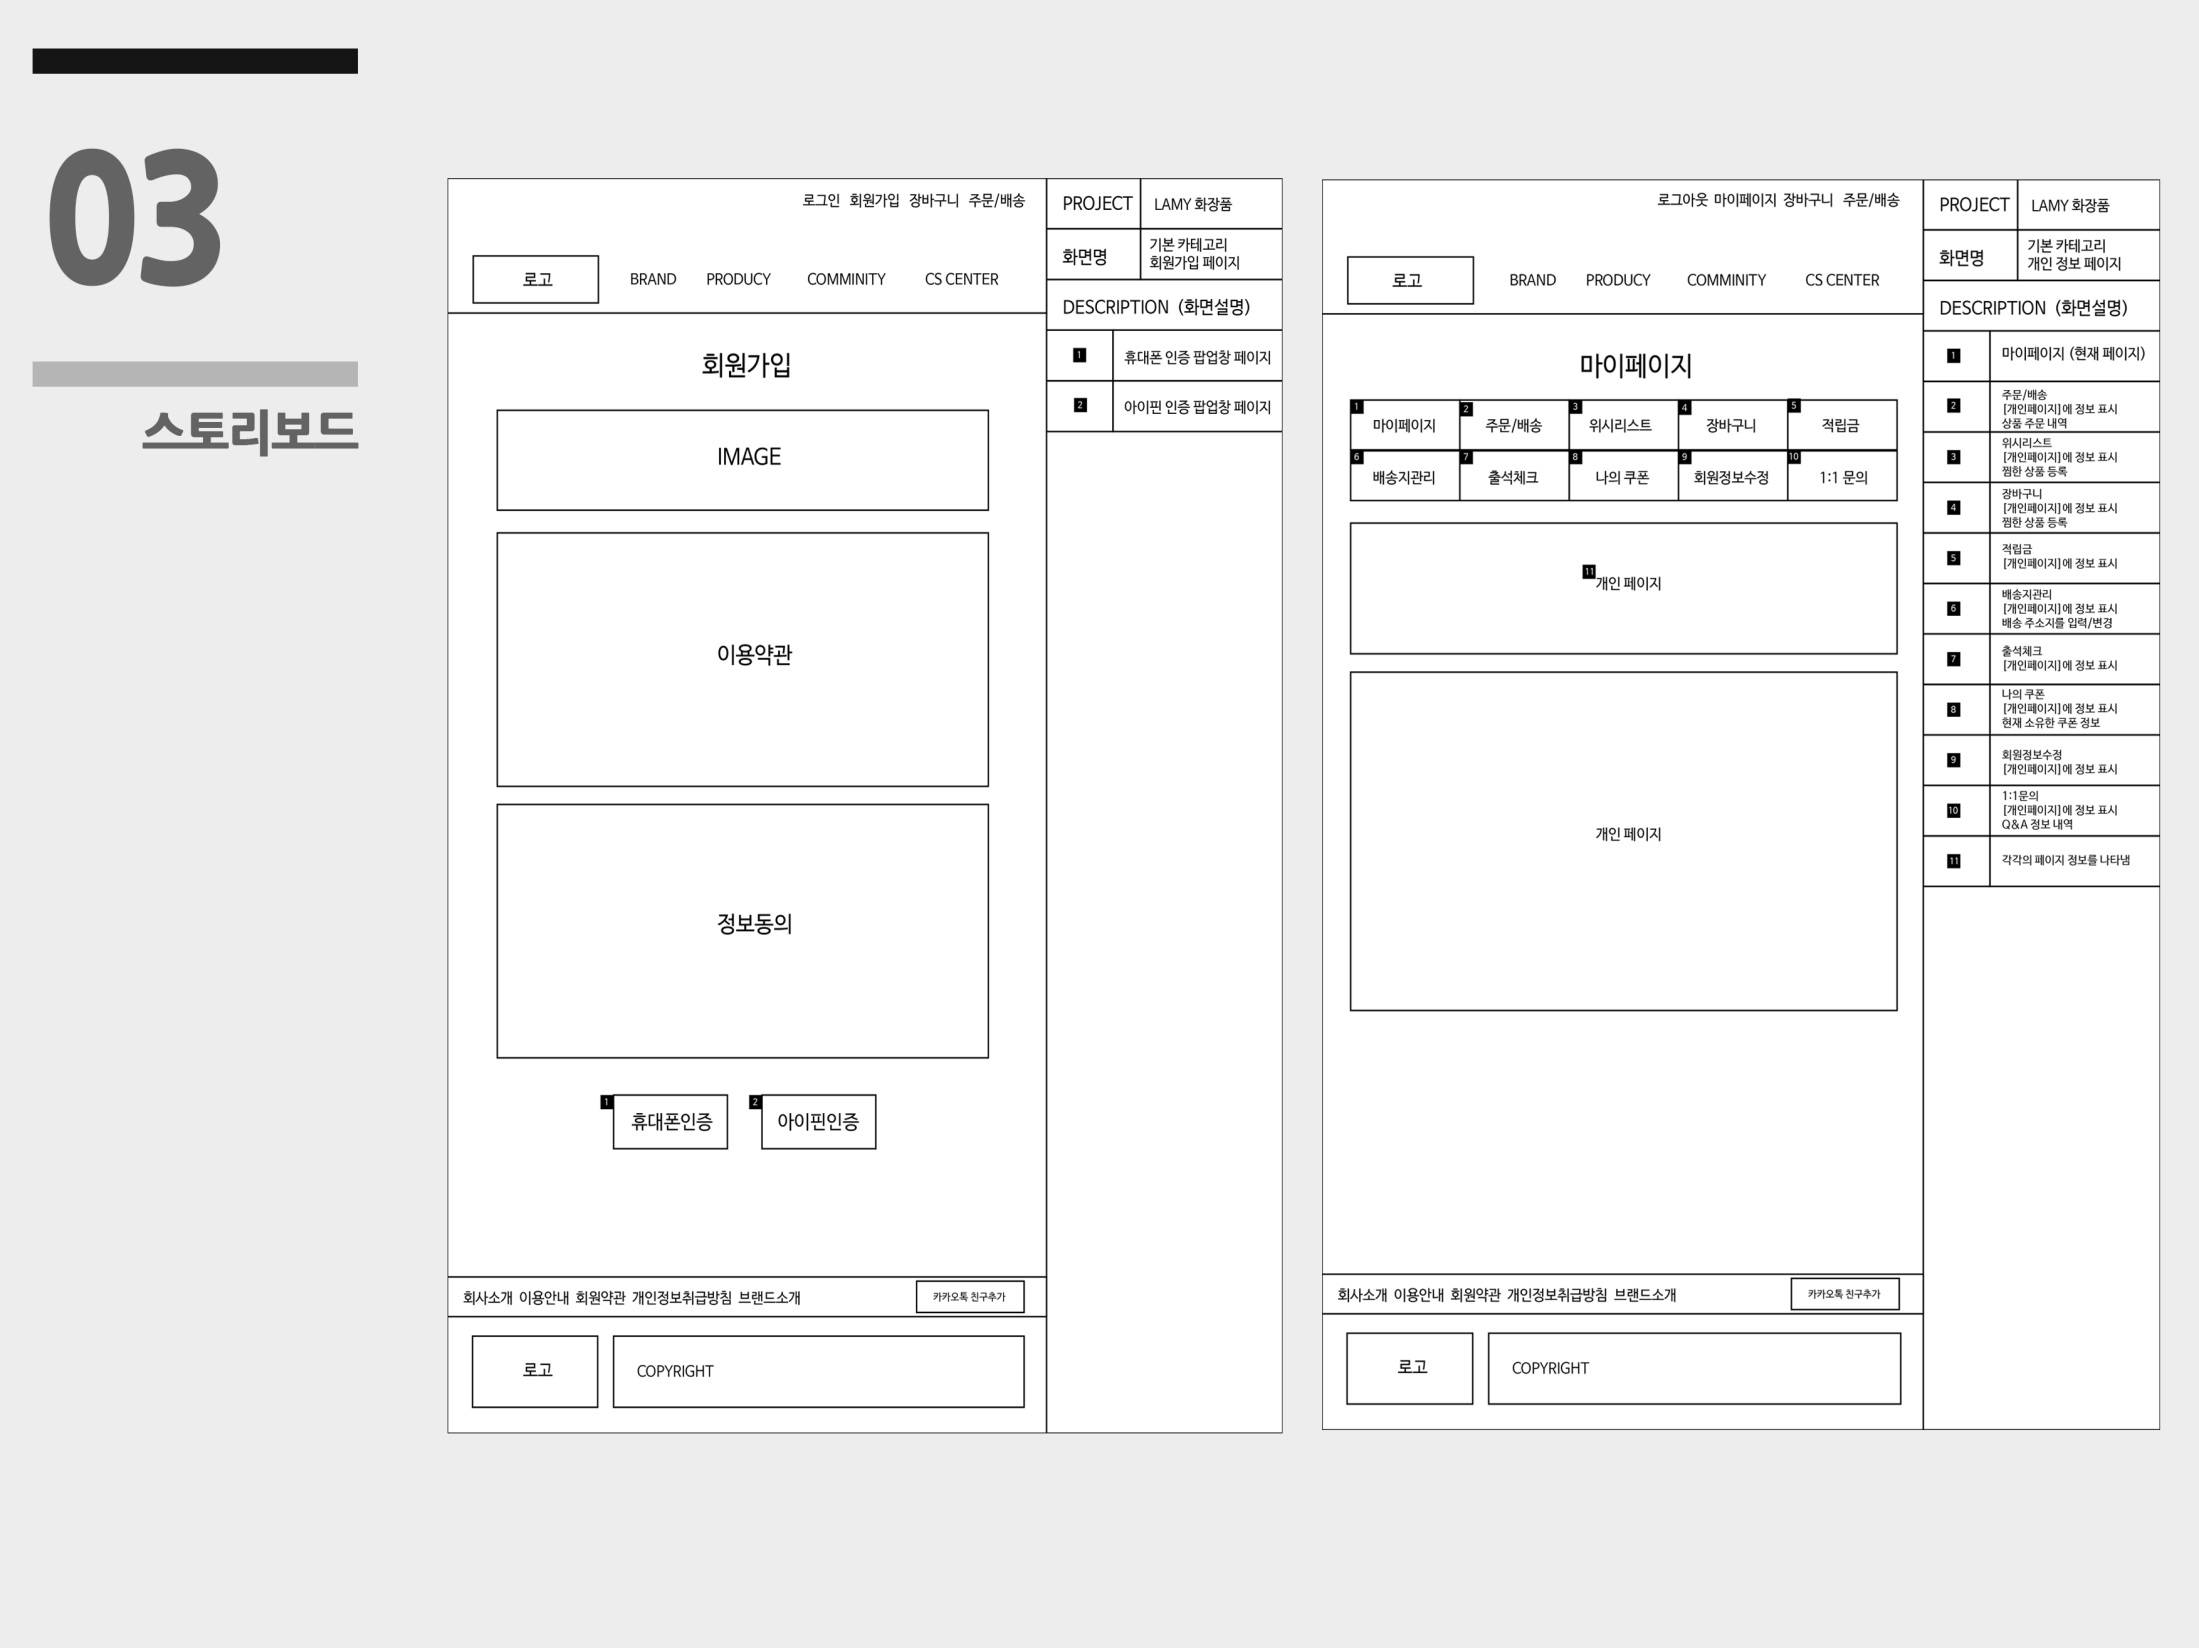 03
스토리보드
로그인 회원가입 장바구니 주문/배송
로고
BRAND PRODUCY COMMINITY CS CENTER
회원가입
IMAGE
이용약관
정보동의
1
휴대폰인증
2
아이핀인증
회사소개 이용안내 회원약관 개인정보취급방침 브랜드소개
카카오톡 친구추가
로고
COPYRIGHT
PROJECT
LAMY 화장품
화면명
기본 카테고리
회원가입 페이지
DESCRIPTION (화면설명)
1
휴대폰 인증 팝업창 페이지
2
아이핀 인증 팝업창 페이지
로그아웃 마이페이지 장바구니 주문/배송
로고
BRAND PRODUCY COMMINITY CS CENTER
마이페이지
1
마이페이지
2
주문/배송
3
위시리스트
4
장바구니
5
적립금
6
배송지관리
7
출석체크
8
나의 쿠폰
9
회원정보수정
10
1:1 문의
11
개인 페이지
개인 페이지
회사소개 이용안내 회원약관 개인정보취급방침 브랜드소개
카카오톡 친구추가
로고
COPYRIGHT
PROJECT
LAMY 화장품
화면명
기본 카테고리
개인 정보 페이지
DESCRIPTION (화면설명)
1
마이페이지 (현재 페이지)
2
주문/배송
[개인페이지]에 정보 표시
상품 주문 내역
3
위시리스트
[개인페이지]에 정보 표시
찜한 상품 등록
4
장바구니
[개인페이지]에 정보 표시
찜한 상품 등록
5
적립금
[개인페이지]에 정보 표시
6
배송지관리
[개인페이지]에 정보 표시
배송 주소지를 입력/변경
7
출석체크
[개인페이지]에 정보 표시
8
나의 쿠폰
[개인페이지]에 정보 표시
현재 소유한 쿠폰 정보
9
회원정보수정
[개인페이지]에 정보 표시
10
1:1문의
[개인페이지]에 정보 표시
Q&A 정보 내역
11
각각의 페이지 정보를 나타냄